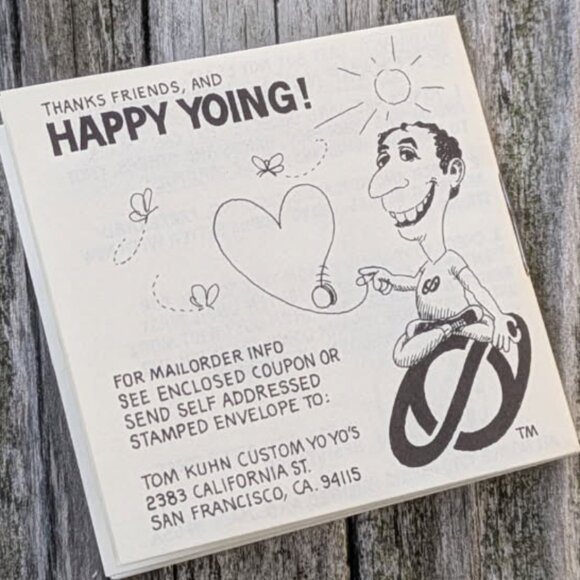 THANKS FRIENDS, AND
HAPPY YOING!
FOR MAILORDER INFO
SEE ENCLOSED COUPON OR
SEND SELF ADDRESSED
STAMPED ENVELOPE TO:
TOM KUHN CUSTOM YO YO'S
2383 CALIFORNIA ST.
SAN FRANCISCO, CA. 94115
TM